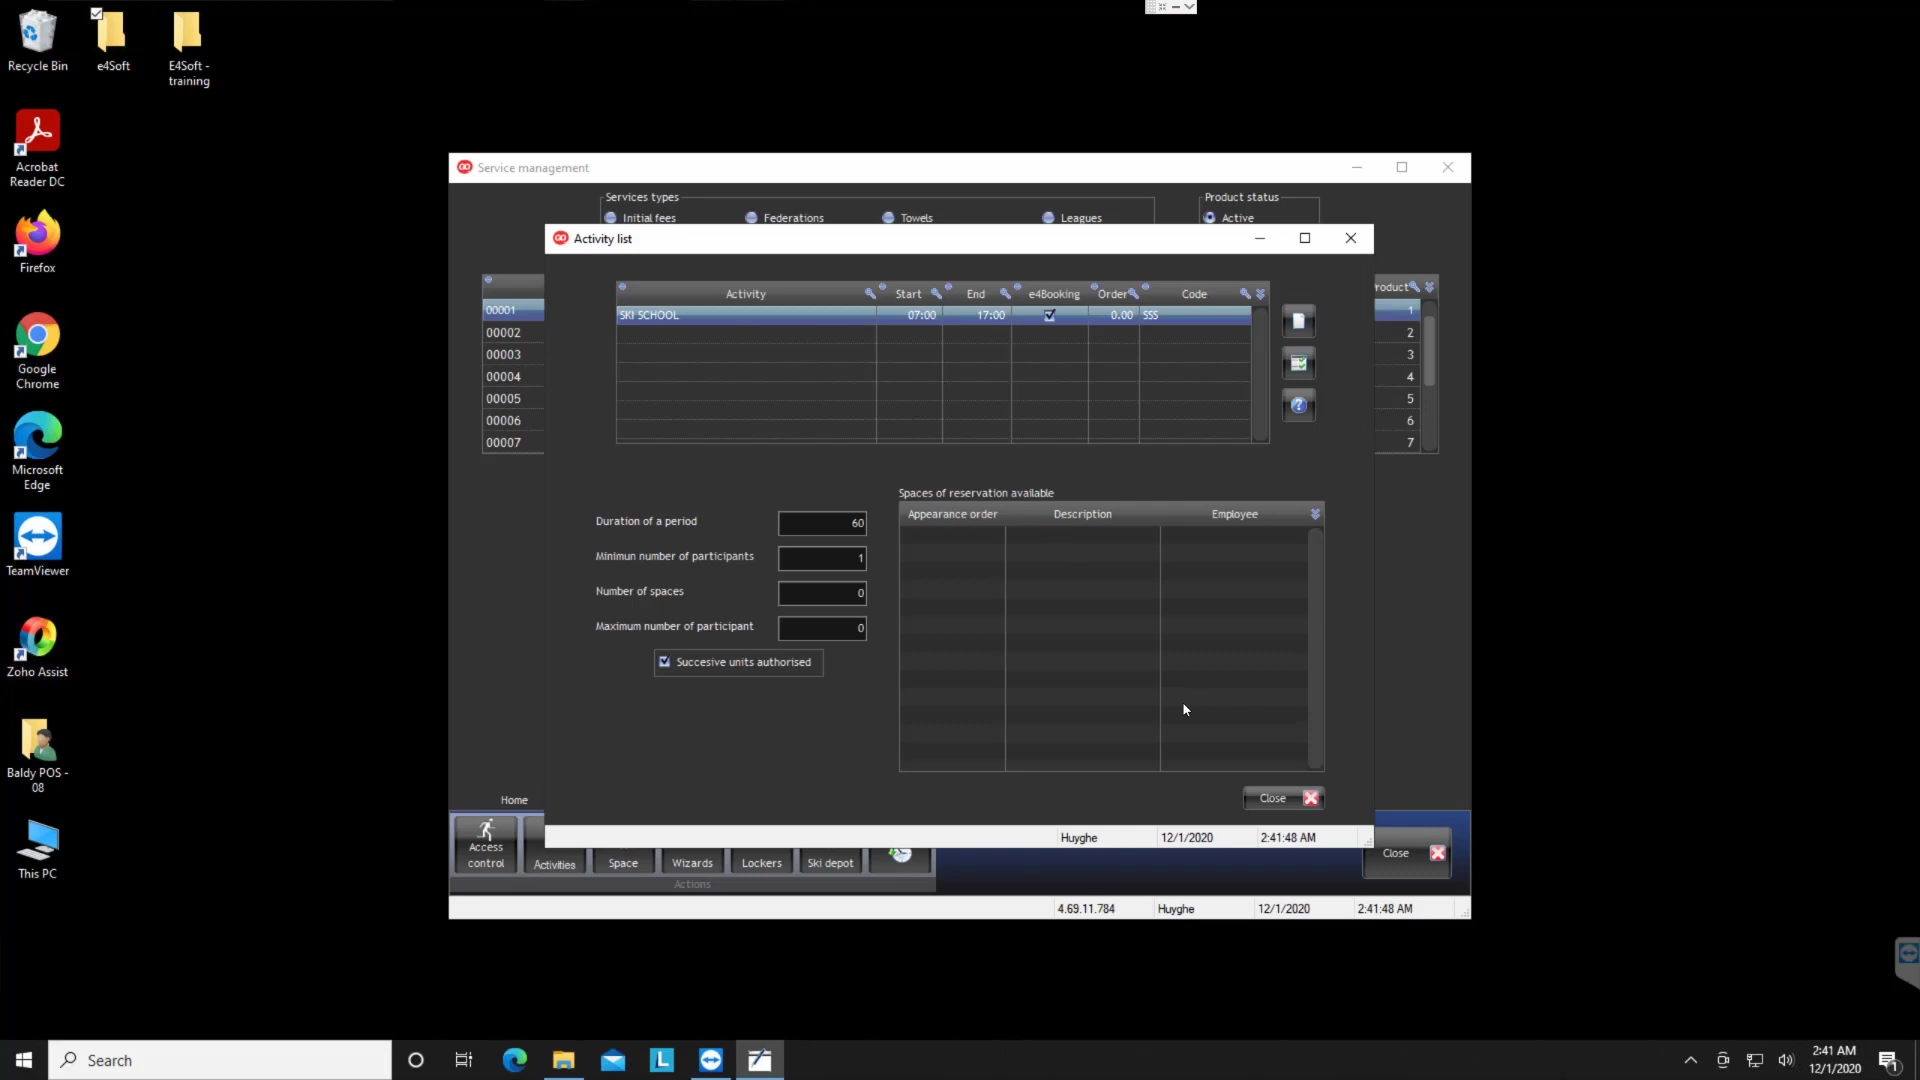 Recycle Bin
e4Soft
E4Soft -
training
Acrobat
Reader DC
Firefox
Google
Chrome
Microsoft
Edge
TeamViewer
Zoho Assist
Baldy POS -
08
This PC
Service management
Services types
Product status
Initial fees
Federations
Towels
Leagues
Active
Activity list
Activity
Start
End
e4Booking
Order
Code
SKI SCHOOL
07:00
17:00
0.00
SSS
roduct
00001
1
00002
2
00003
3
00004
4
00005
5
00006
6
00007
7
Spaces of reservation available
Appearance order
Description
Employee
Duration of a period
60
Minimun number of participants
1
Number of spaces
0
Maximum number of participant
0
Succesive units authorised
Close
Huyghe
12/1/2020
2:41:48 AM
Home
Access
control
Activities
Space
Wizards
Lockers
Ski depot
Actions
Close
4.69.11.784
Huyghe
12/1/2020
2:41:48 AM
Search
L
2:41 AM
12/1/2020
1